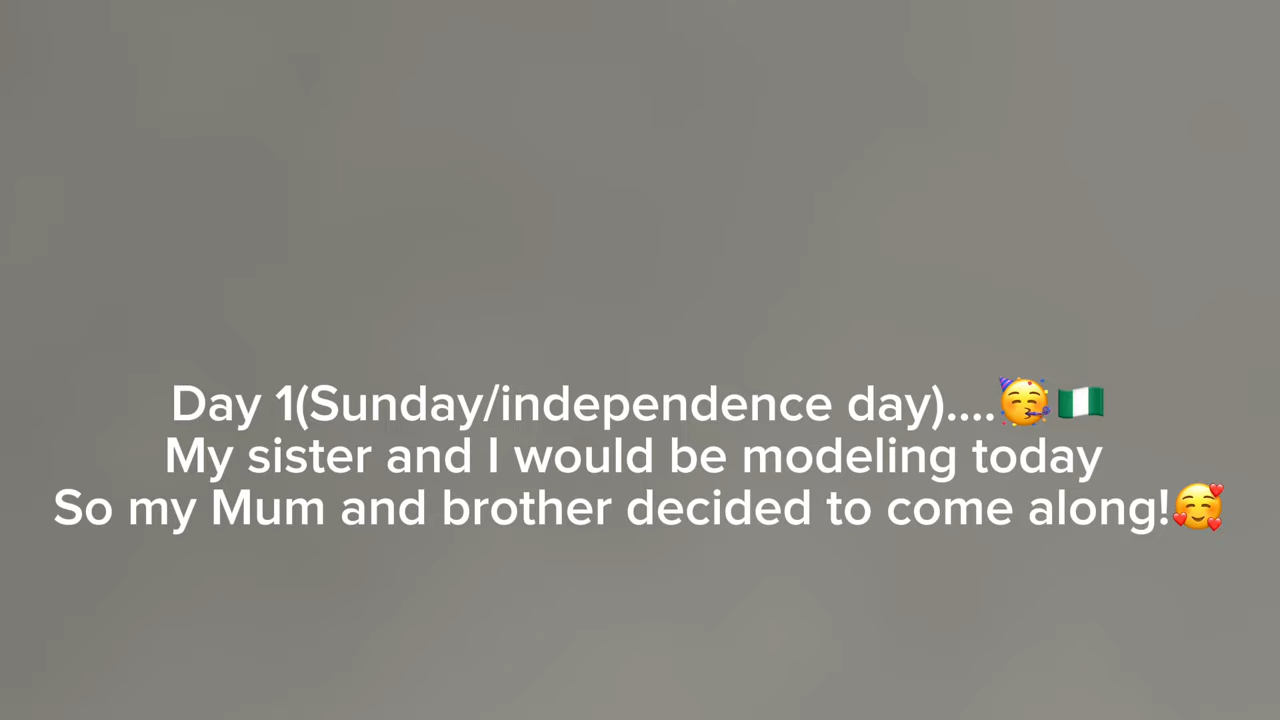 Day 1(Sunday/independence day)....🥳🇳🇬
My sister and I would be modeling today
So my Mum and brother decided to come along!🥰